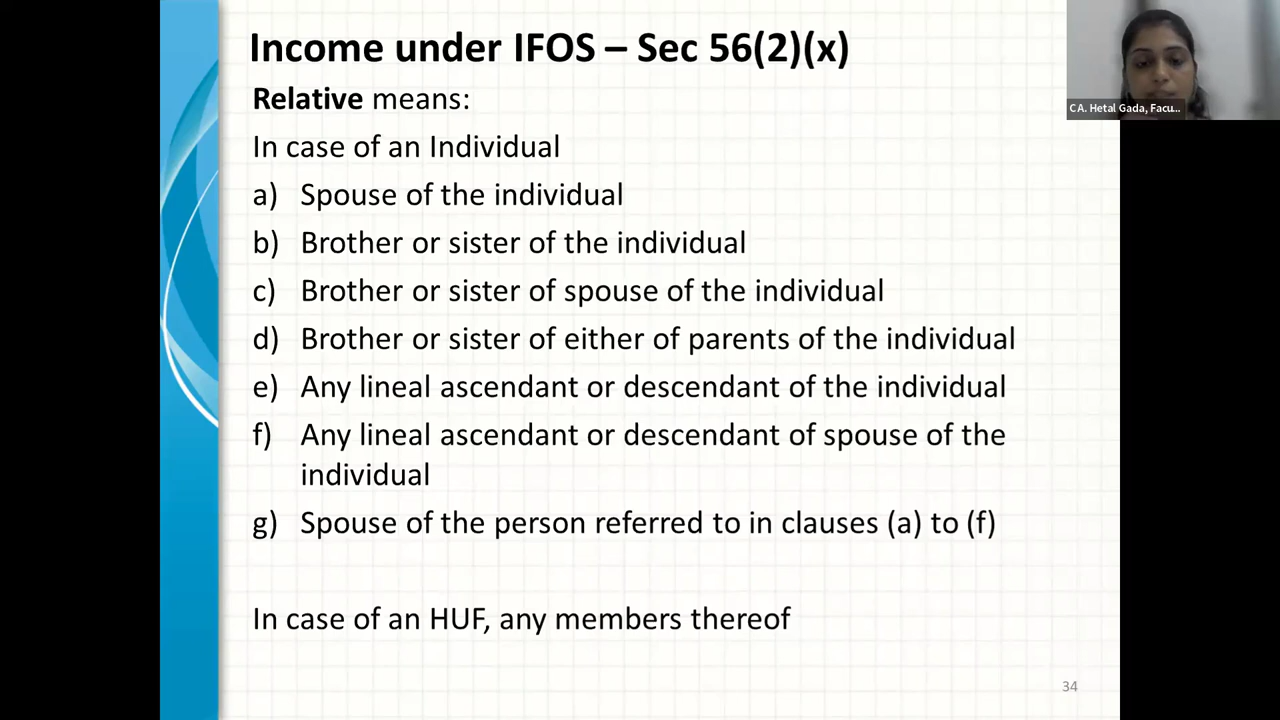 Income under IFOS – Sec 56(2)(x)
CA. Hetal Gada, Facu...
Relative means:
In case of an Individual
a) Spouse of the individual
b) Brother or sister of the individual
c) Brother or sister of spouse of the individual
d) Brother or sister of either of parents of the individual
e) Any lineal ascendant or descendant of the individual
f) Any lineal ascendant or descendant of spouse of the
individual
g) Spouse of the person referred to in clauses (a) to (f)
In case of an HUF, any members thereof
34